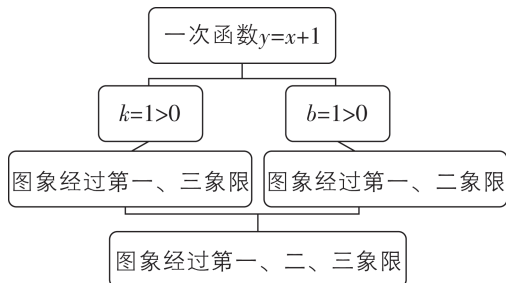 一次函数y=x+1
k=1>0
b=1>0
图象经过第一、三象限
图象经过第一、二象限
图象经过第一、二、三象限